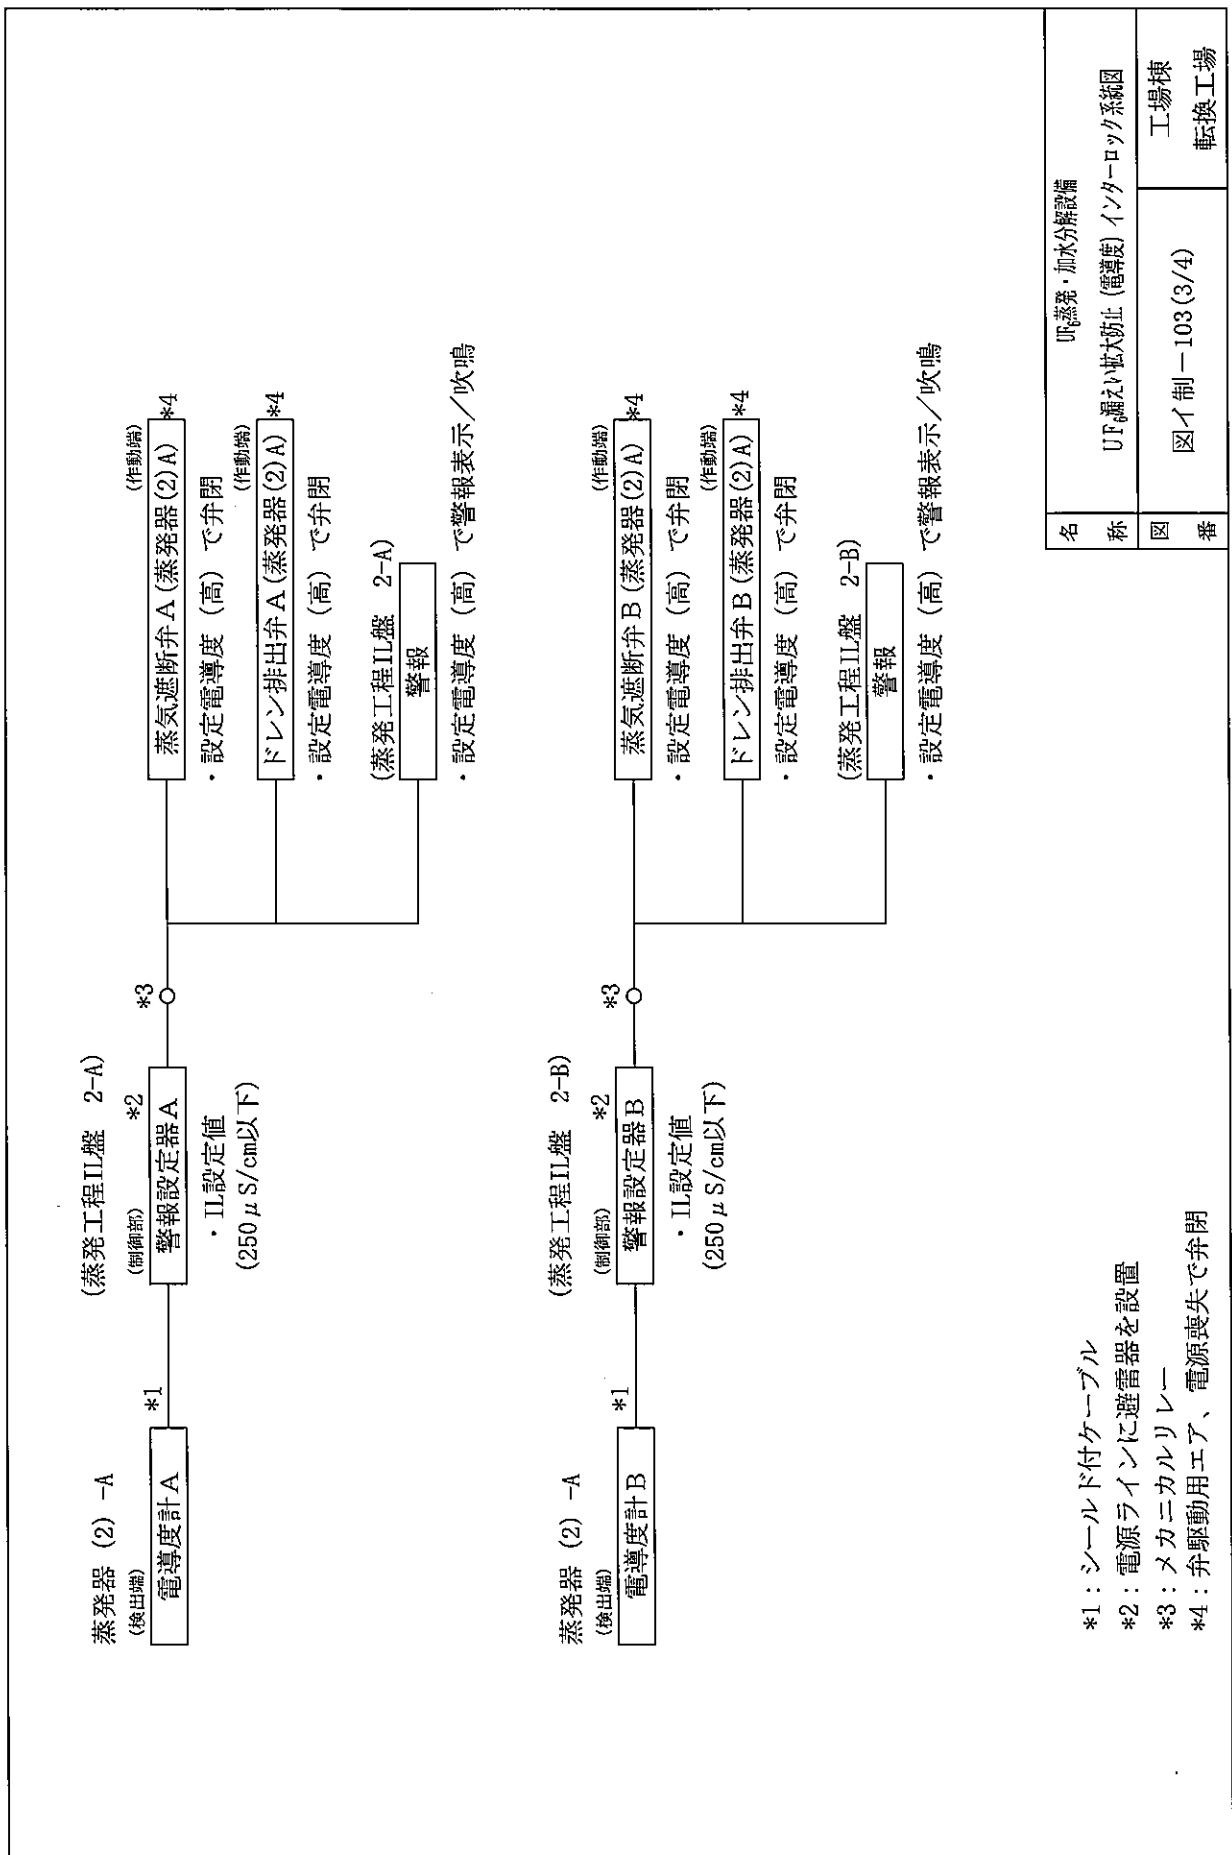 蒸発器 (2) -A
(検出端)
電導度計A
*1
(蒸発工程IL盤 2-A)
(制御部)
*2
警報設定器A
・IL設定値
(250μS/cm以下)
*3
(作動端)
蒸気遮断弁A(蒸発器(2)A)
*4
・設定電導度（高）で弁閉
(作動端)
ドレン排出弁A(蒸発器(2)A)
*4
・設定電導度（高）で弁閉
(蒸発工程IL盤 2-A)
警報
・設定電導度（高）で警報表示／吹鳴
蒸発器 (2) -A
(検出端)
電導度計B
*1
(蒸発工程IL盤 2-B)
(制御部)
*2
警報設定器B
・IL設定値
(250μS/cm以下)
*3
(作動端)
蒸気遮断弁B(蒸発器(2)A)
*4
・設定電導度（高）で弁閉
(作動端)
ドレン排出弁B(蒸発器(2)A)
*4
・設定電導度（高）で弁閉
(蒸発工程IL盤 2-B)
警報
・設定電導度（高）で警報表示／吹鳴
*1：シールド付ケーブル
*2：電源ラインに避雷器を設置
*3：メカニカルリレー
*4：弁駆動用エア、電源喪失で弁閉
名称
UF₆蒸発・加水分解設備
UF₆漏えい拡大防止（電導度）インターロック系統図
図番
図イ制－103(3/4)
工場棟
転換工場